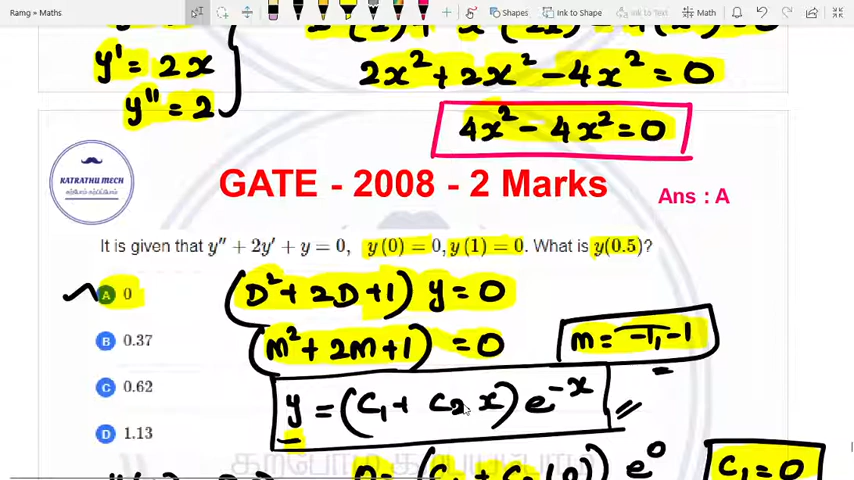 Ramg » Maths
Shapes
Ink to Shape
Ink to Text
Math
y' = 2x
y'' = 2
2x² + 2x² - 4x² = 0
4x² - 4x² = 0
KATRATHU MECH
கற்போம் கற்பிப்போம்
GATE - 2008 - 2 Marks
Ans : A
It is given that y″ + 2y′ + y = 0, y(0) = 0, y(1) = 0. What is y(0.5)?
A 0
(D² + 2D + 1) y = 0
B 0.37
(m² + 2m + 1) = 0
m = -1, -1
C 0.62
y = (C₁ + C₂ x) e⁻ˣ
D 1.13
e⁰
C₁ = 0